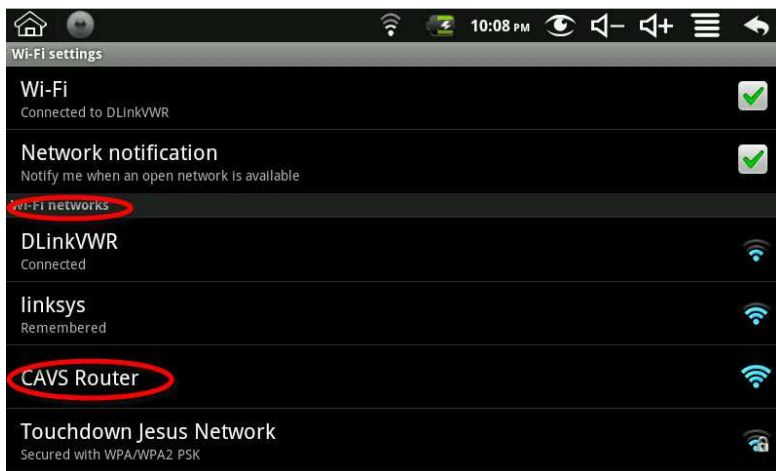 10:08 PM
Wi-Fi settings
Wi-Fi
Connected to DLinkVWR
Network notification
Notify me when an open network is available
Wi-Fi networks
DLinkVWR
Connected
linksys
Remembered
CAVS Router
Touchdown Jesus Network
Secured with WPA/WPA2 PSK